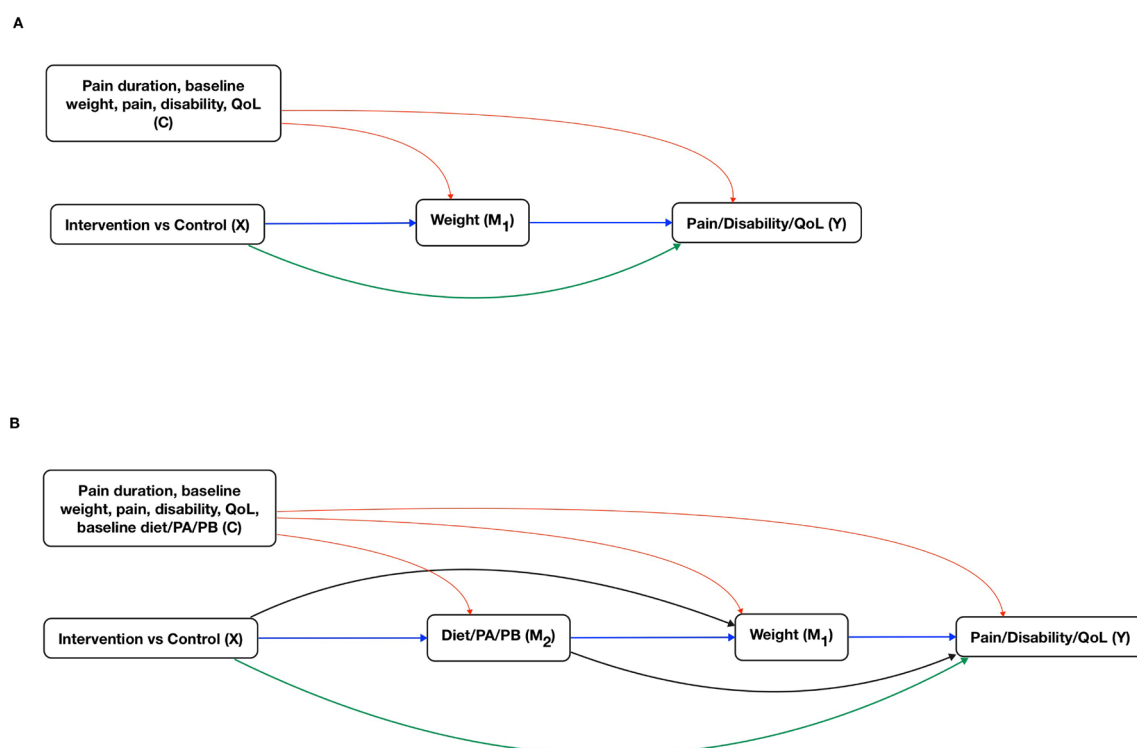 A
Pain duration, baseline
weight, pain, disability, QoL
(C)
Intervention vs Control (X)
Weight (M1)
Pain/Disability/QoL (Y)
B
Pain duration, baseline
weight, pain, disability, QoL,
baseline diet/PA/PB (C)
Intervention vs Control (X)
Diet/PA/PB (M2)
Weight (M1)
Pain/Disability/QoL (Y)